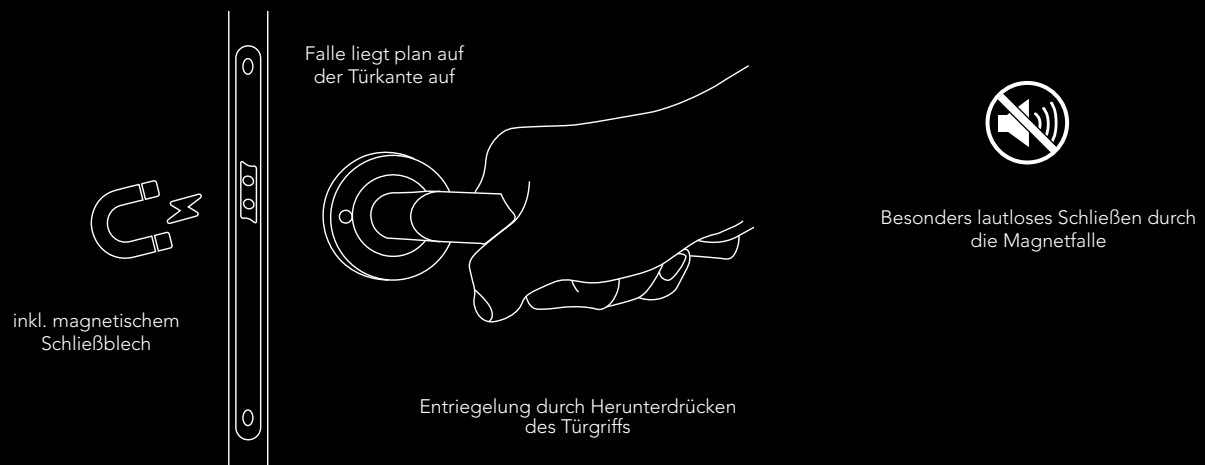 Falle liegt plan auf
der Türkante auf
inkl. magnetischem
Schließblech
Entriegelung durch Herunterdrücken
des Türgriffs
Besonders lautloses Schließen durch
die Magnetfalle